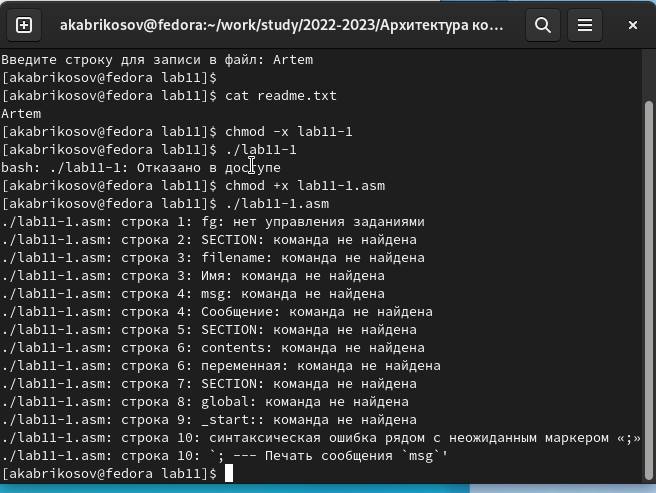 akabrikosov@fedora:~/work/study/2022-2023/Архитектура ко...
Введите строку для записи в файл: Artem
[akabrikosov@fedora lab11]$
[akabrikosov@fedora lab11]$ cat readme.txt
Artem
[akabrikosov@fedora lab11]$ chmod -x lab11-1
[akabrikosov@fedora lab11]$ ./lab11-1
bash: ./lab11-1: Отказано в доступе
[akabrikosov@fedora lab11]$ chmod +x lab11-1.asm
[akabrikosov@fedora lab11]$ ./lab11-1.asm
./lab11-1.asm: строка 1: fg: нет управления заданиями
./lab11-1.asm: строка 2: SECTION: команда не найдена
./lab11-1.asm: строка 3: filename: команда не найдена
./lab11-1.asm: строка 3: Имя: команда не найдена
./lab11-1.asm: строка 4: msg: команда не найдена
./lab11-1.asm: строка 4: Сообщение: команда не найдена
./lab11-1.asm: строка 5: SECTION: команда не найдена
./lab11-1.asm: строка 6: contents: команда не найдена
./lab11-1.asm: строка 6: переменная: команда не найдена
./lab11-1.asm: строка 7: SECTION: команда не найдена
./lab11-1.asm: строка 8: global: команда не найдена
./lab11-1.asm: строка 9: _start:: команда не найдена
./lab11-1.asm: строка 10: синтаксическая ошибка рядом с неожиданным маркером «;»
./lab11-1.asm: строка 10: `; --- Печать сообщения `msg`'
[akabrikosov@fedora lab11]$